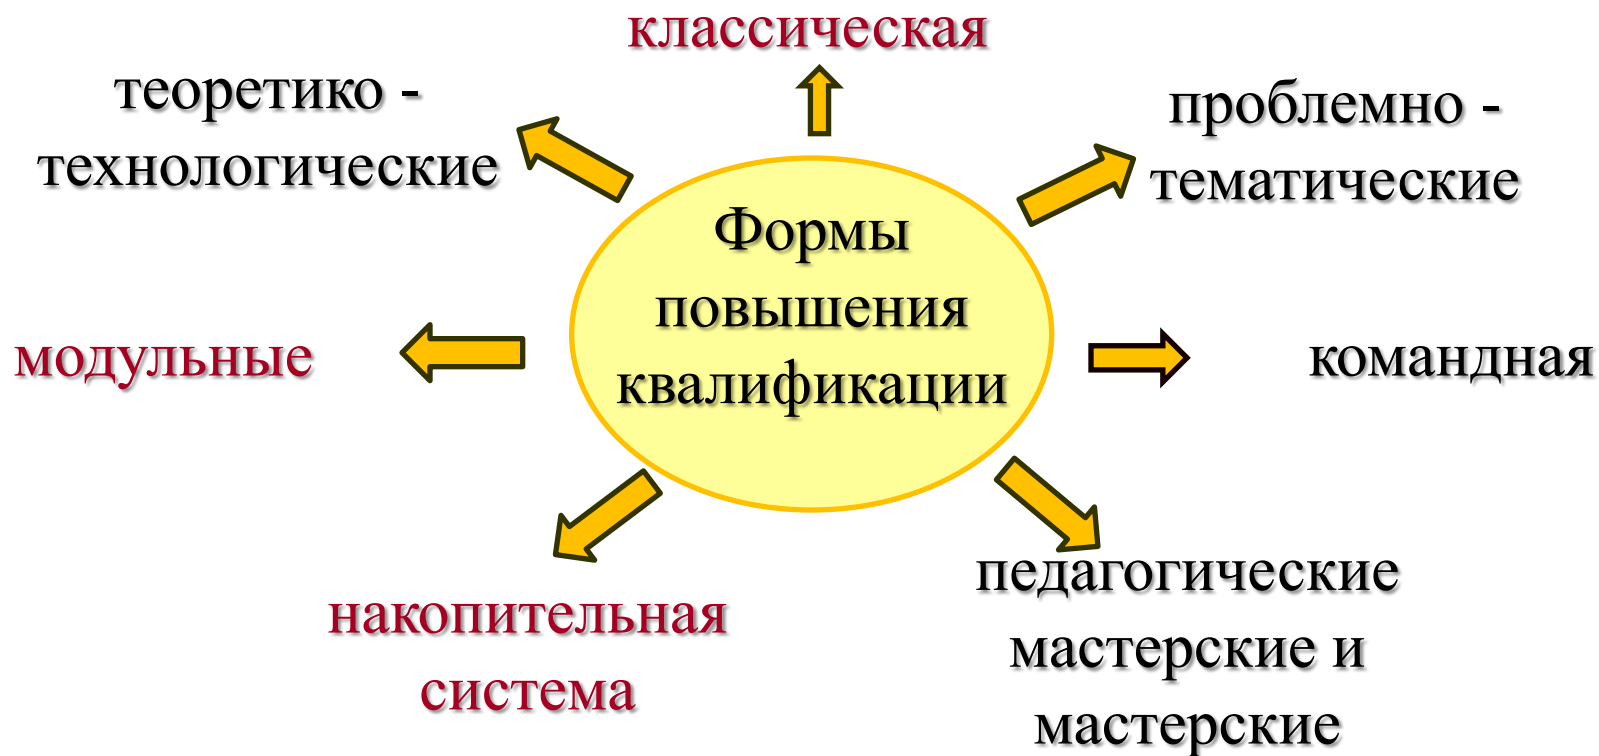 классическая
теоретико -
технологические
проблемно -
тематические
Формы
повышения
квалификации
модульные
командная
накопительная
система
педагогические
мастерские и
мастерские